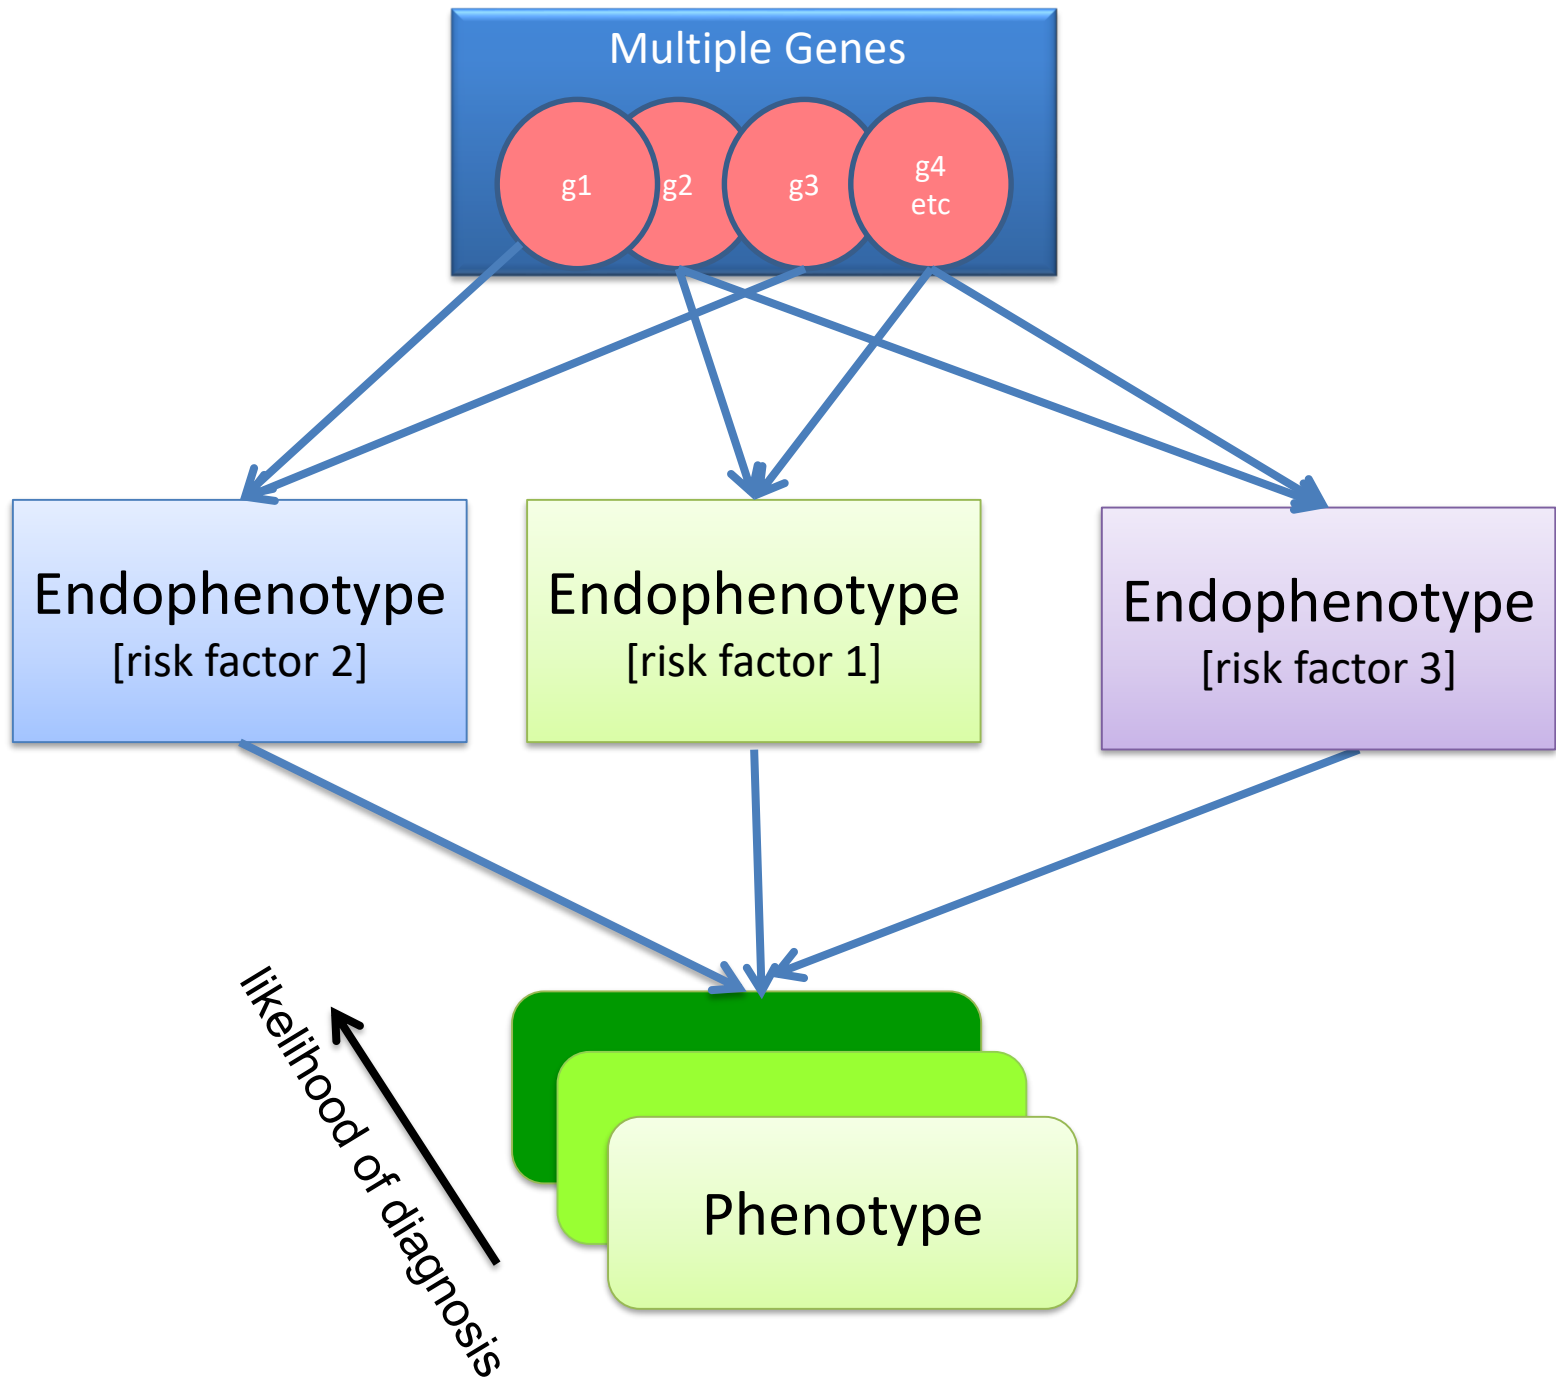 Multiple Genes
g1
g2
g3
g4
etc
Endophenotype
[risk factor 2]
Endophenotype
[risk factor 1]
Endophenotype
[risk factor 3]
likelihood of diagnosis
Phenotype